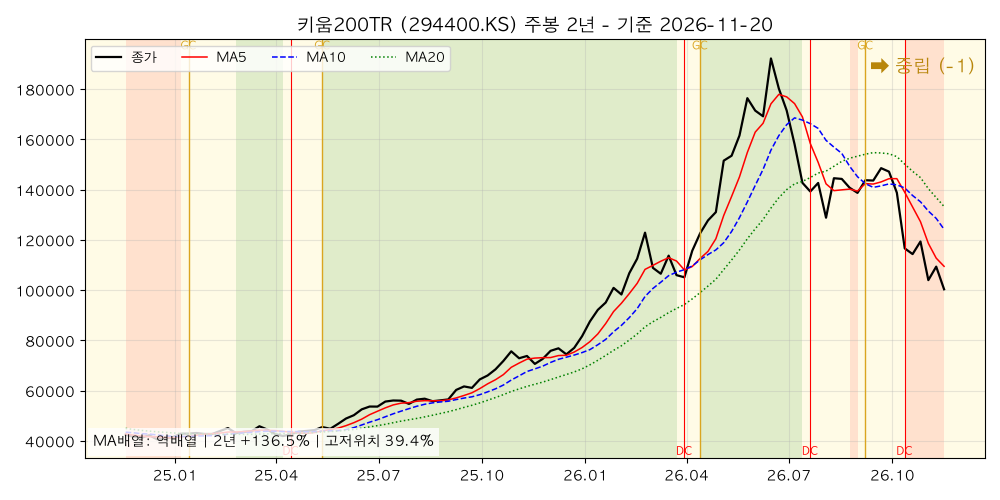 키움200TR (294400.KS) 주봉 2년 - 기준 2026-11-20
GC GC GC GC
종가 MA5 MA10 MA20
➡ 중립 (-1)
180000
160000
140000
120000
100000
80000
60000
40000
MA배열: 역배열 | 2년 +136.5% | 고저위치 39.4%
DC DC DC DC
25.01 25.04 25.07 25.10 26.01 26.04 26.07 26.10